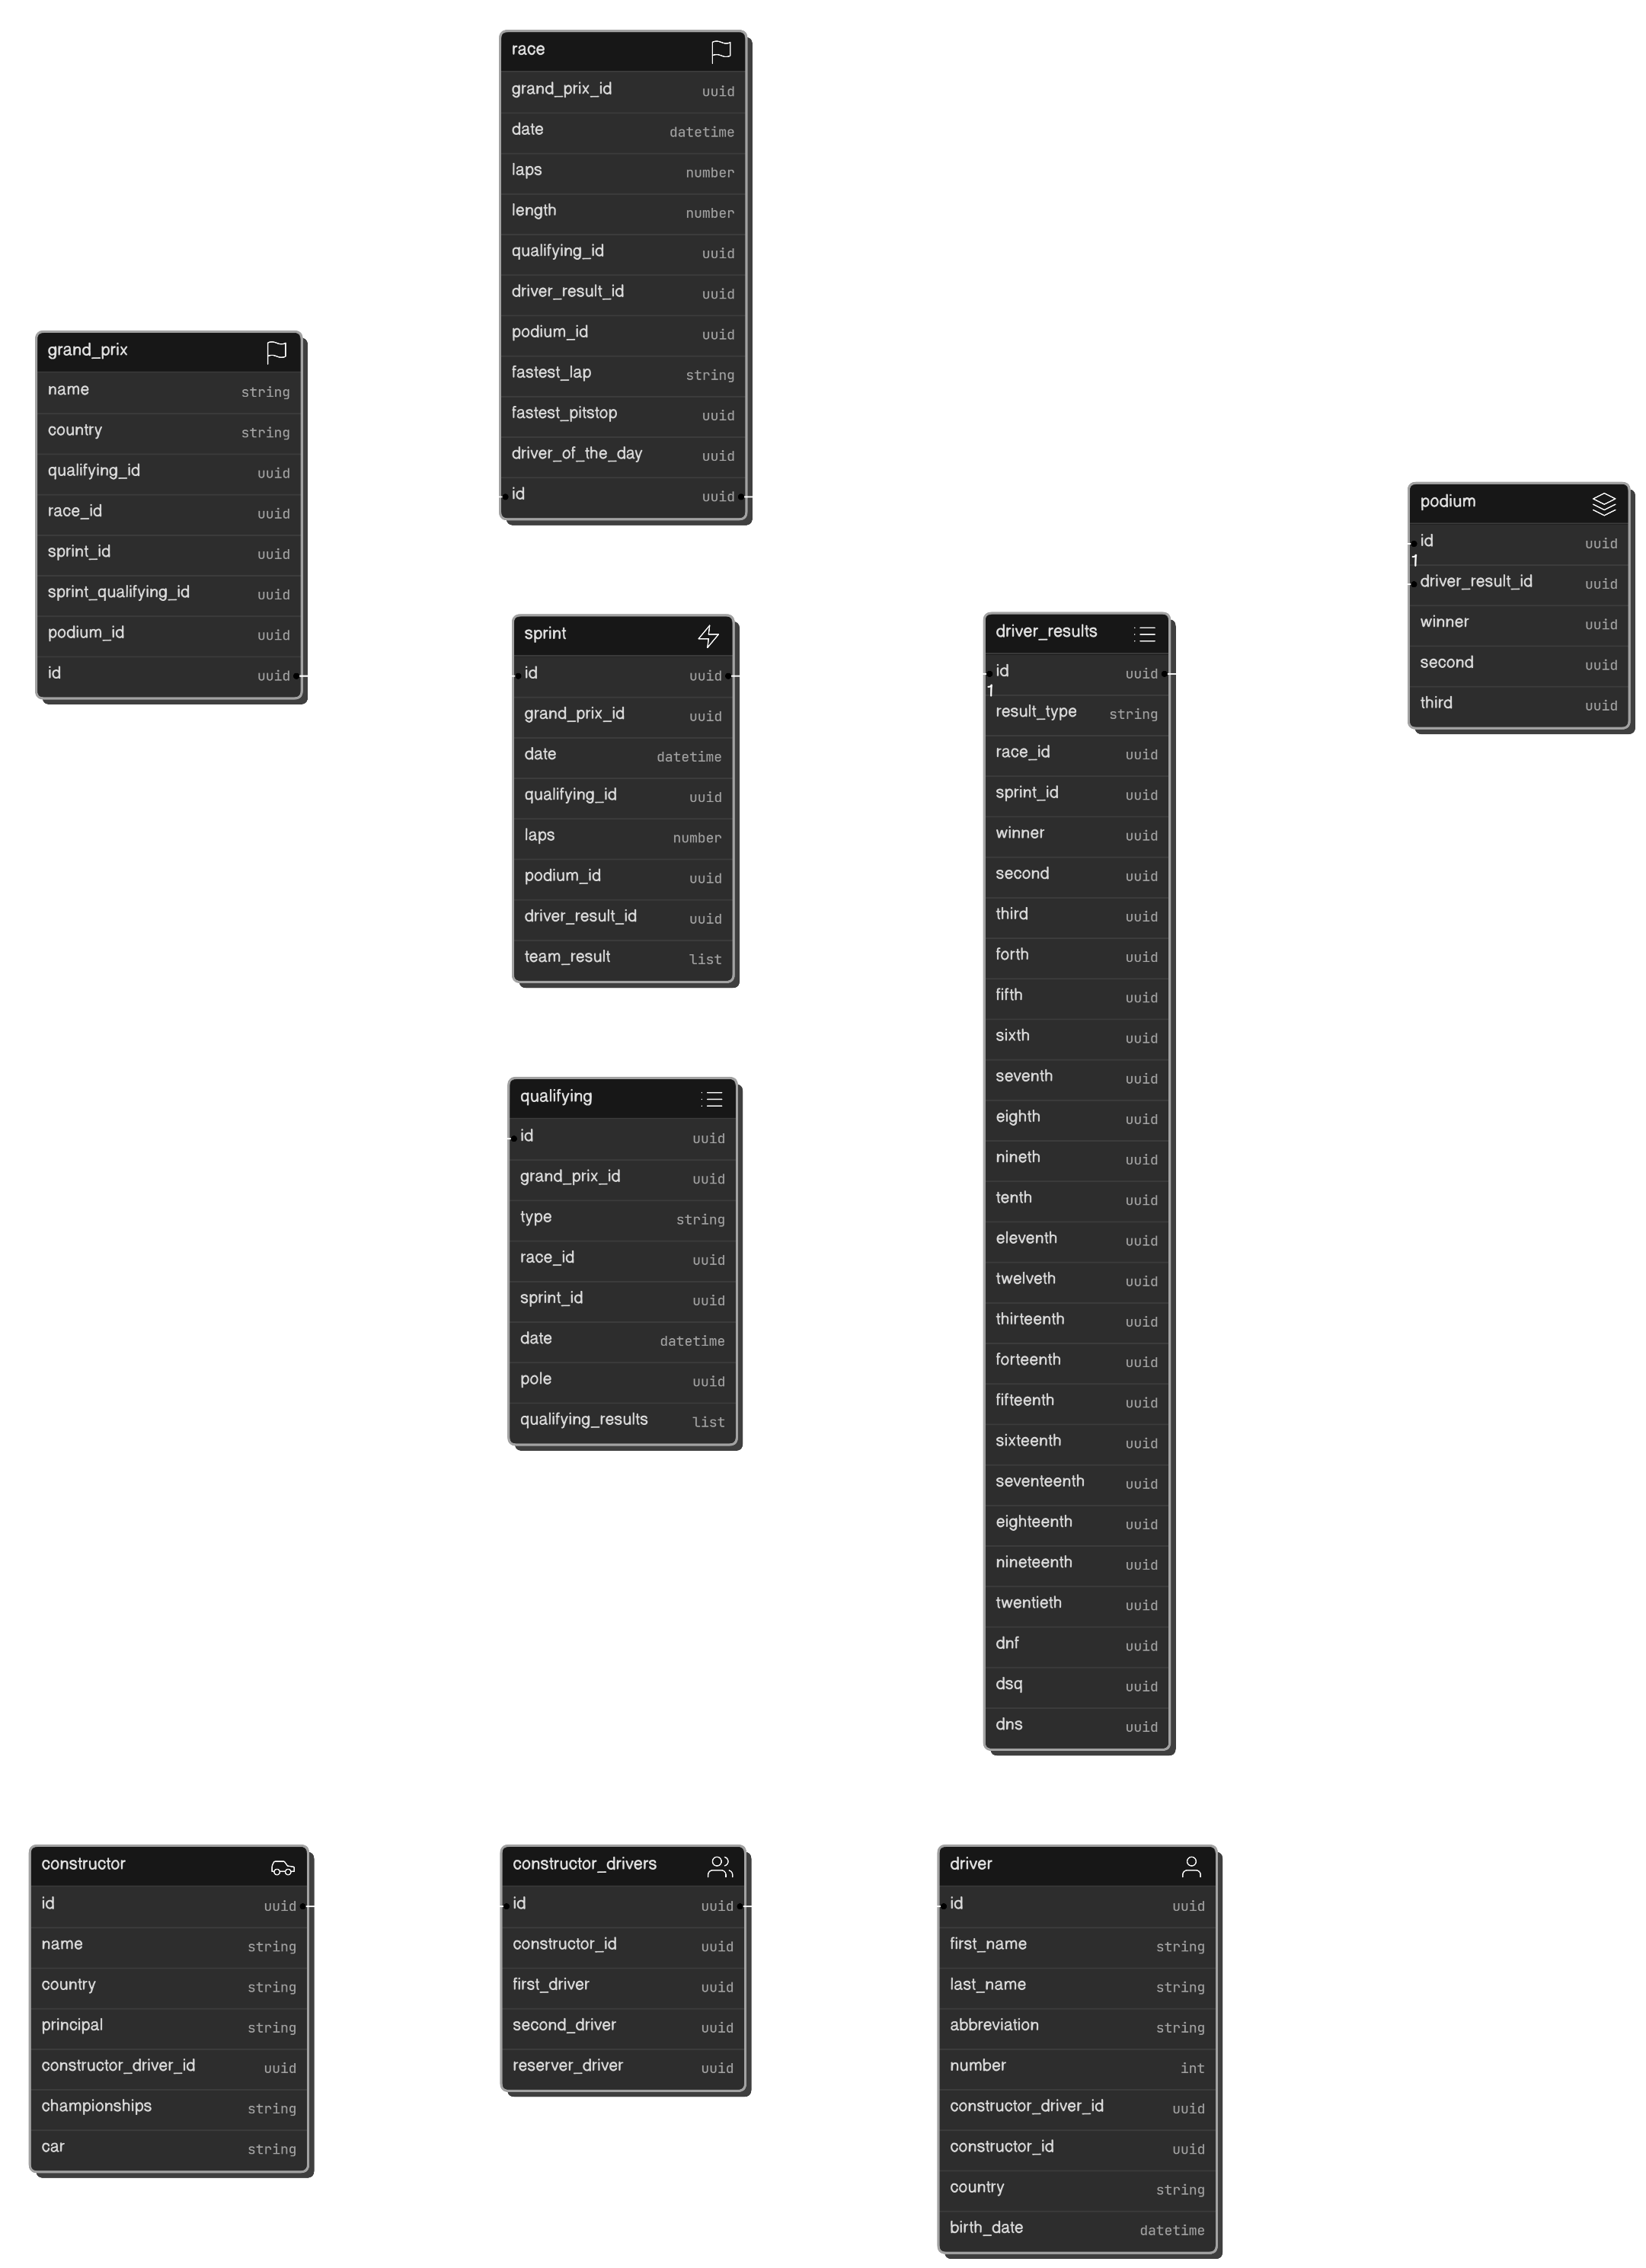 race
grand_prix_id uuid
date datetime
laps number
length number
qualifying_id uuid
driver_result_id uuid
podium_id uuid
fastest_lap string
fastest_pitstop uuid
driver_of_the_day uuid
id uuid
grand_prix
name string
country string
qualifying_id uuid
race_id uuid
sprint_id uuid
sprint_qualifying_id uuid
podium_id uuid
id uuid
podium
id uuid
1
driver_result_id uuid
winner uuid
second uuid
third uuid
sprint
id uuid
grand_prix_id uuid
date datetime
qualifying_id uuid
laps number
podium_id uuid
driver_result_id uuid
team_result list
driver_results
id uuid
1
result_type string
race_id uuid
sprint_id uuid
winner uuid
second uuid
third uuid
forth uuid
fifth uuid
sixth uuid
seventh uuid
eighth uuid
nineth uuid
tenth uuid
eleventh uuid
twelveth uuid
thirteenth uuid
forteenth uuid
fifteenth uuid
sixteenth uuid
seventeenth uuid
eighteenth uuid
nineteenth uuid
twentieth uuid
dnf uuid
dsq uuid
dns uuid
qualifying
id uuid
grand_prix_id uuid
type string
race_id uuid
sprint_id uuid
date datetime
pole uuid
qualifying_results list
constructor
id uuid
name string
country string
principal string
constructor_driver_id uuid
championships string
car string
constructor_drivers
id uuid
constructor_id uuid
first_driver uuid
second_driver uuid
reserver_driver uuid
driver
id uuid
first_name string
last_name string
abbreviation string
number int
constructor_driver_id uuid
constructor_id uuid
country string
birth_date datetime